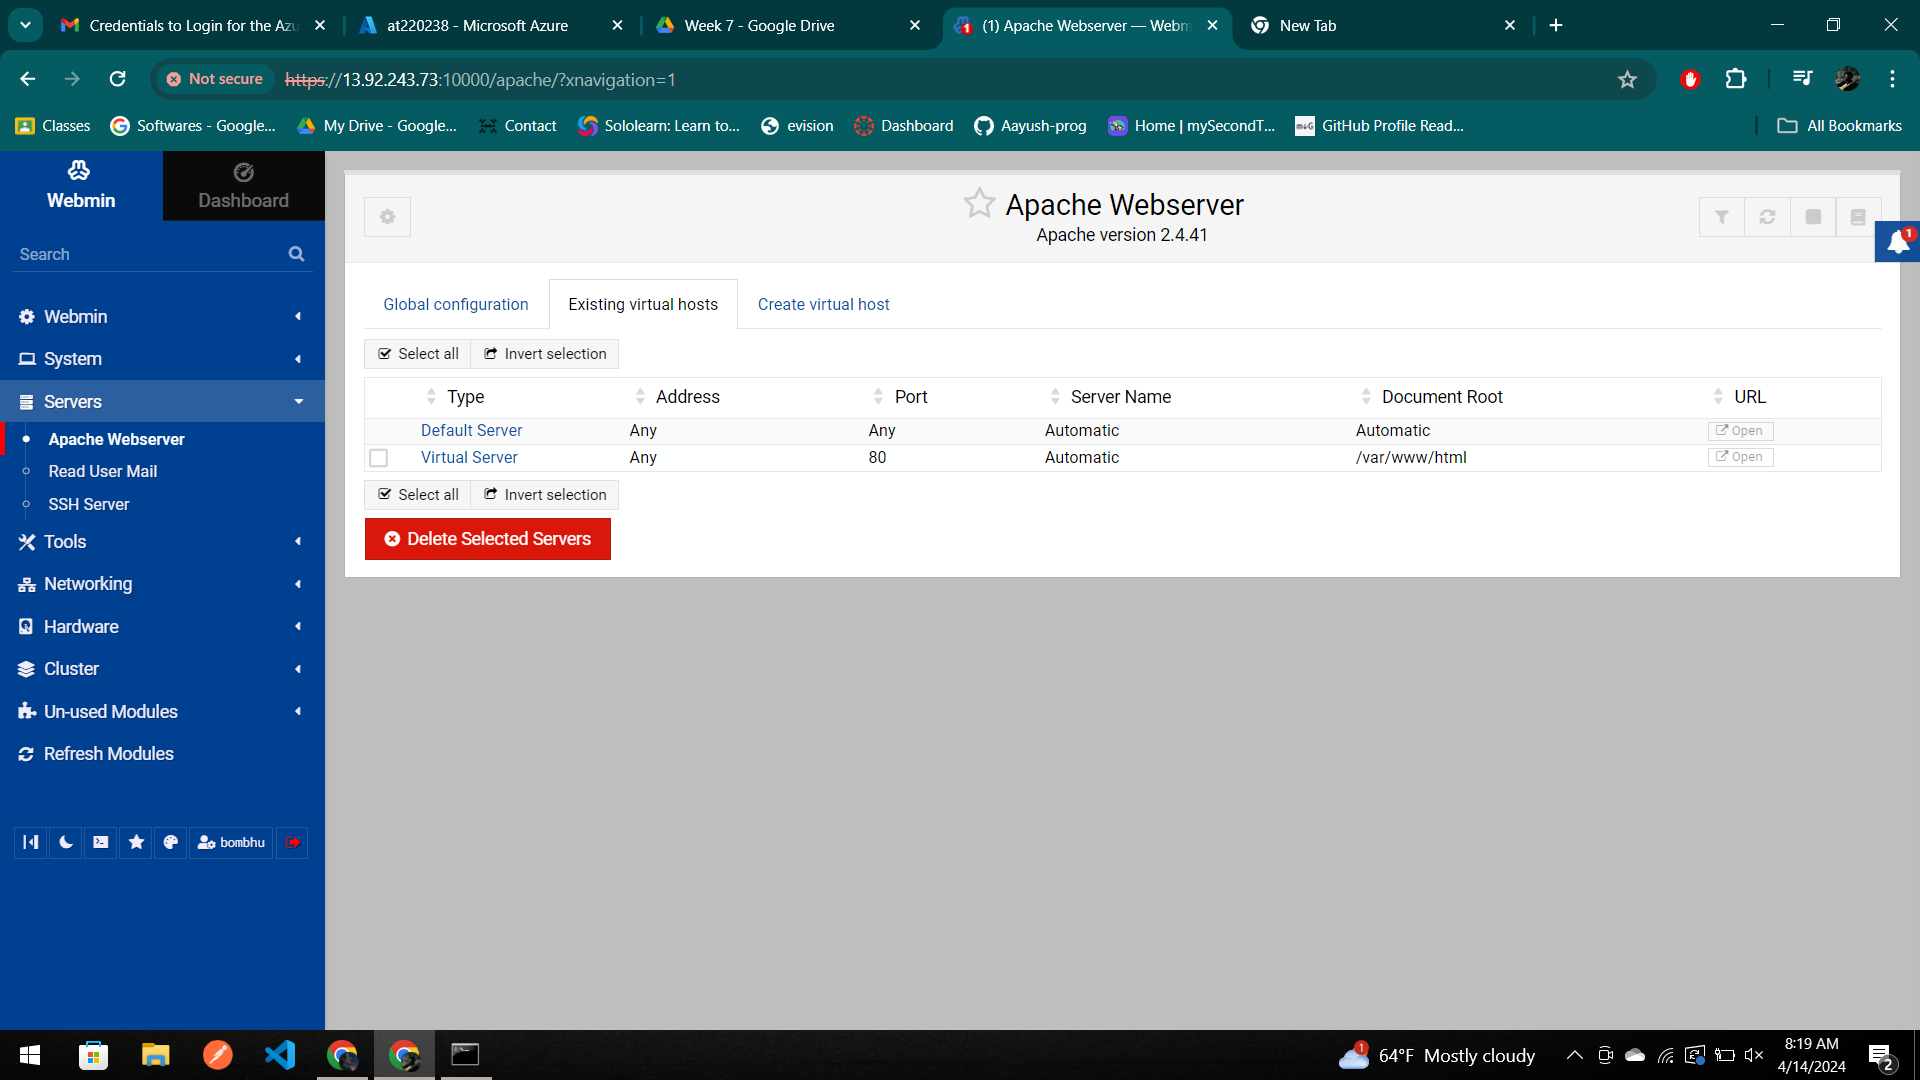 Credentials to Login for the Azu
at220238 - Microsoft Azure
Week 7 - Google Drive
(1) Apache Webserver — Webm
New Tab
Not secure
https://13.92.243.73:10000/apache/?xnavigation=1
Classes
Softwares - Google...
My Drive - Google...
Contact
Sololearn: Learn to...
evision
Dashboard
Aayush-prog
Home | mySecondT...
GitHub Profile Read...
All Bookmarks
Webmin
Dashboard
Search
Webmin
System
Servers
Apache Webserver
Read User Mail
SSH Server
Tools
Networking
Hardware
Cluster
Un-used Modules
Refresh Modules
bombhu
Apache Webserver
Apache version 2.4.41
1
Global configuration
Existing virtual hosts
Create virtual host
Select all
Invert selection
Type Address Port Server Name Document Root URL
Default Server Any Any Automatic Automatic Open
Virtual Server Any 80 Automatic /var/www/html Open
Select all
Invert selection
Delete Selected Servers
1
64°F Mostly cloudy
8:19 AM
4/14/2024
2